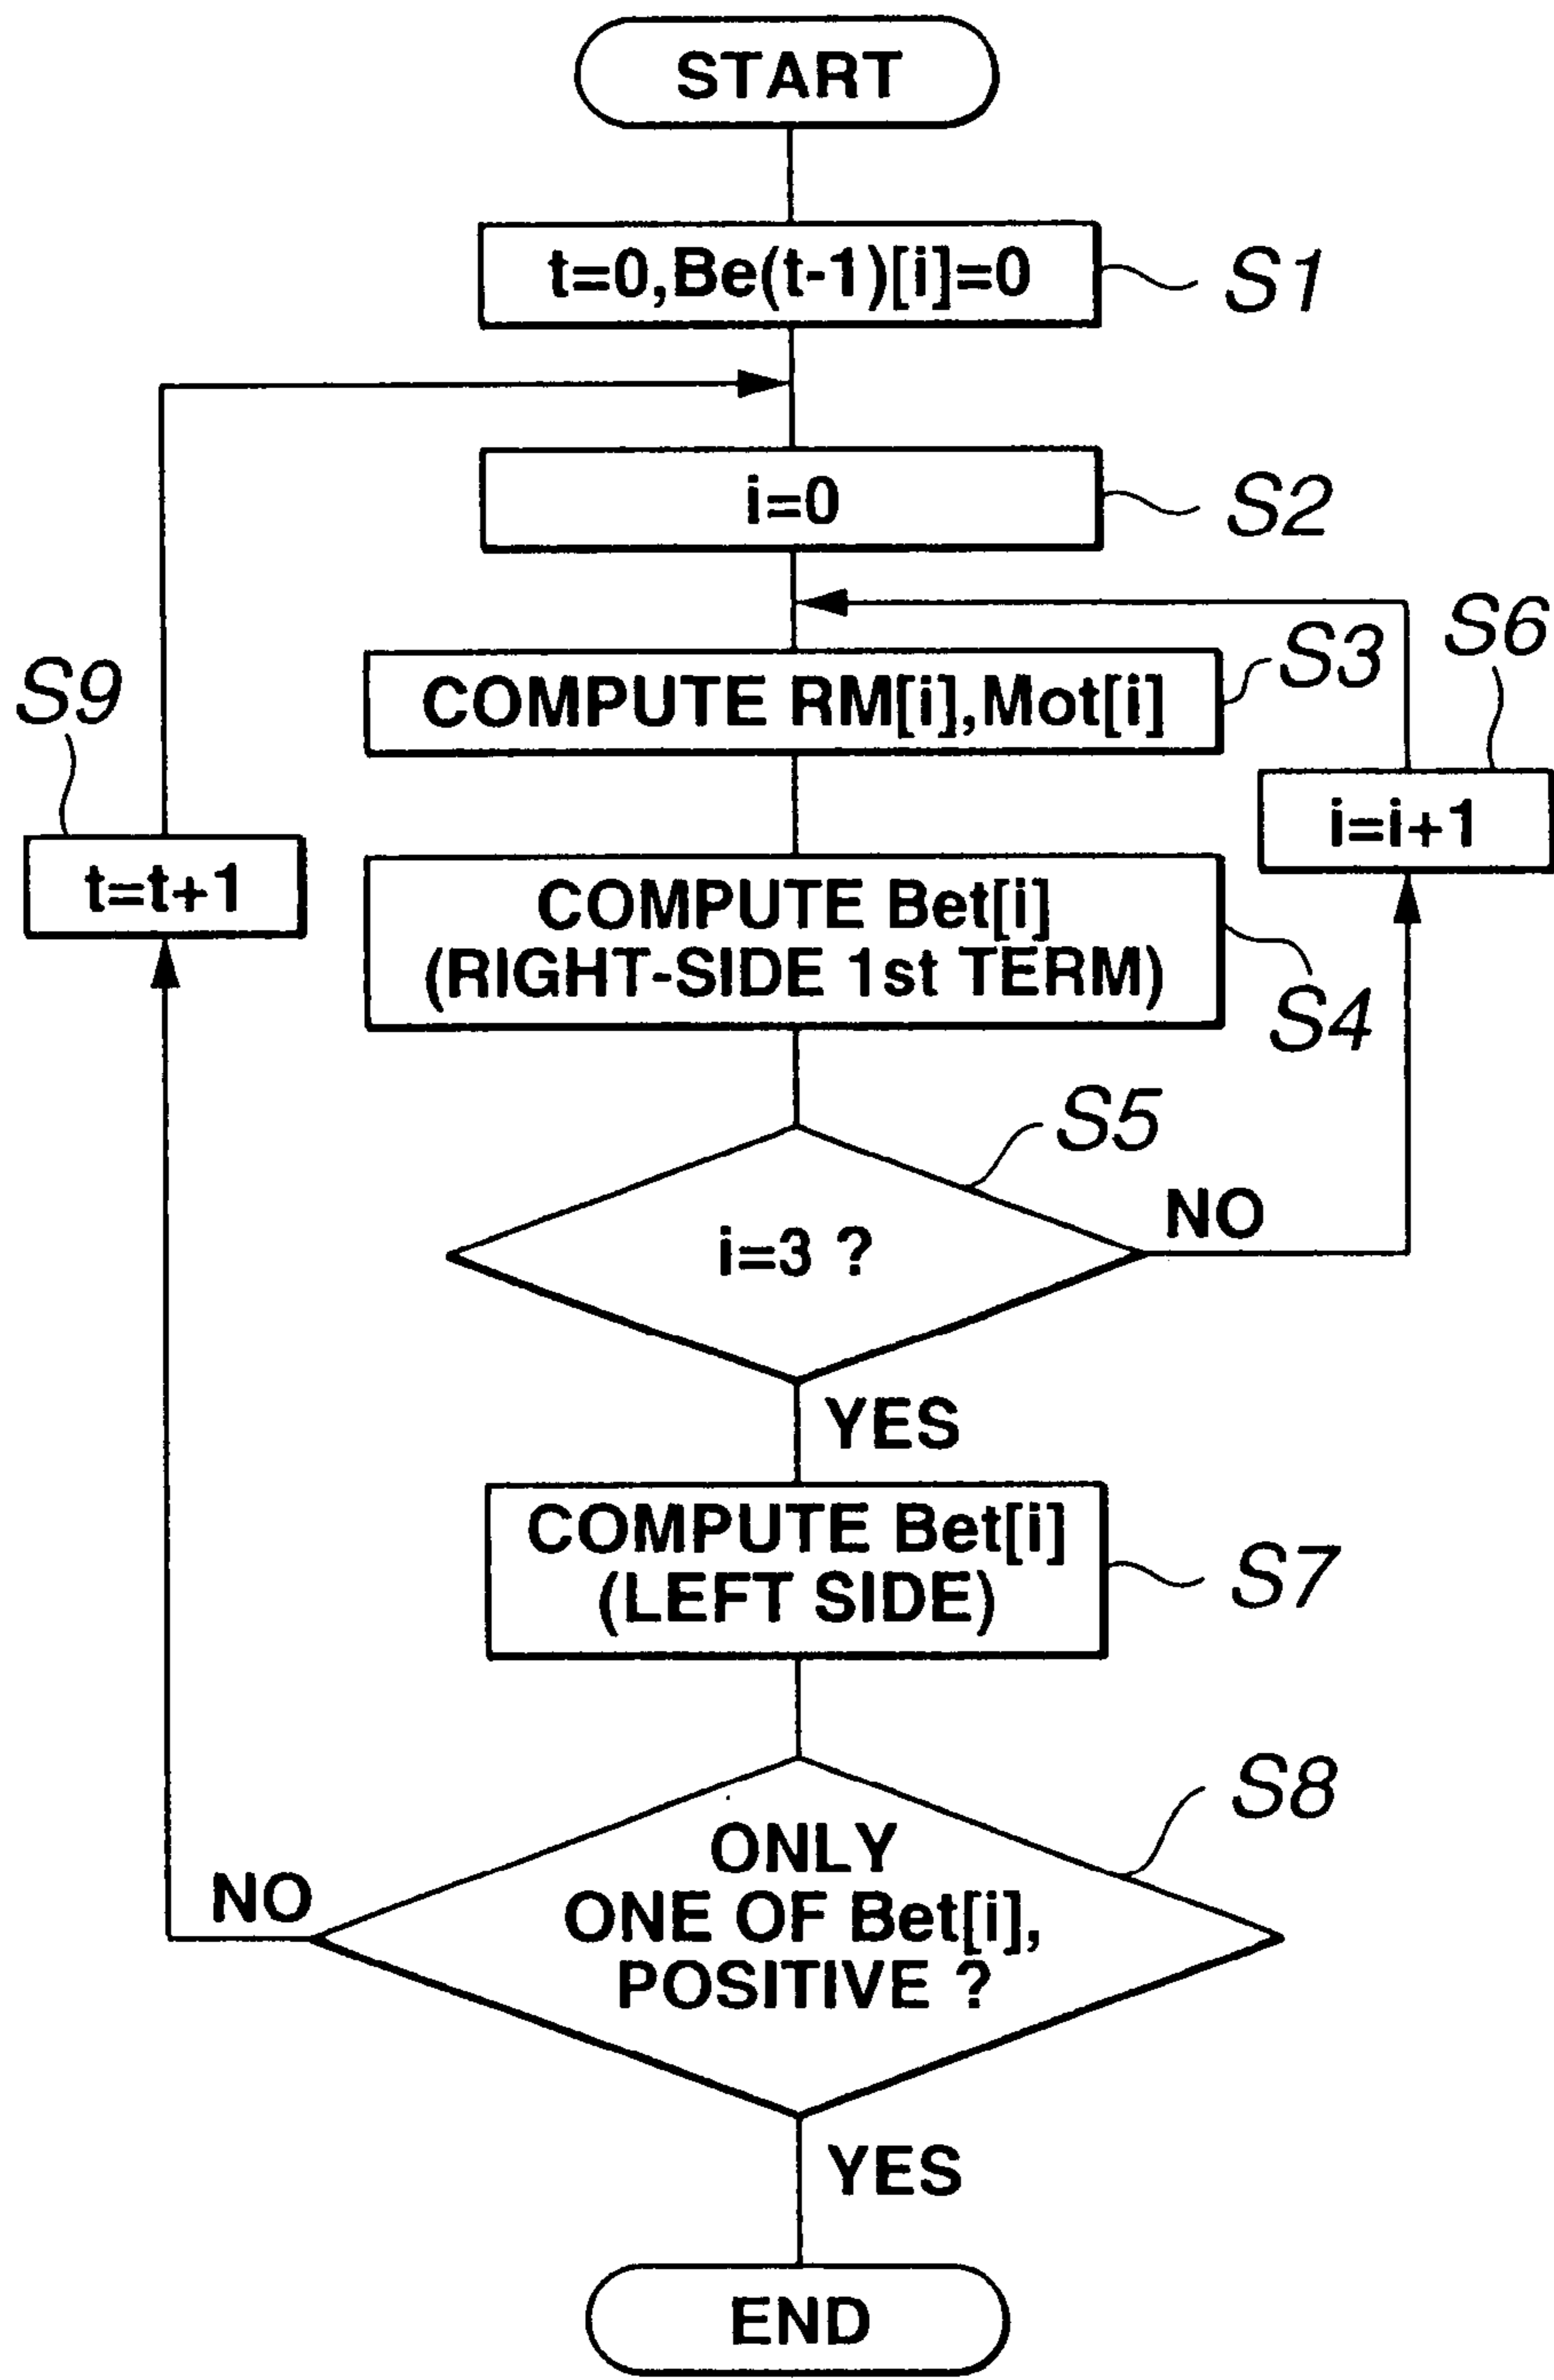 START
t=0,Be(t-1)[i]=0
S1
i=0
S2
COMPUTE RM[i],Mot[i]
S3
S6
i=i+1
S9
t=t+1
COMPUTE Bet[i]
(RIGHT-SIDE 1st TERM)
S4
S5
i=3 ?
NO
YES
COMPUTE Bet[i]
(LEFT SIDE)
S7
S8
ONLY
ONE OF Bet[i],
POSITIVE ?
NO
YES
END